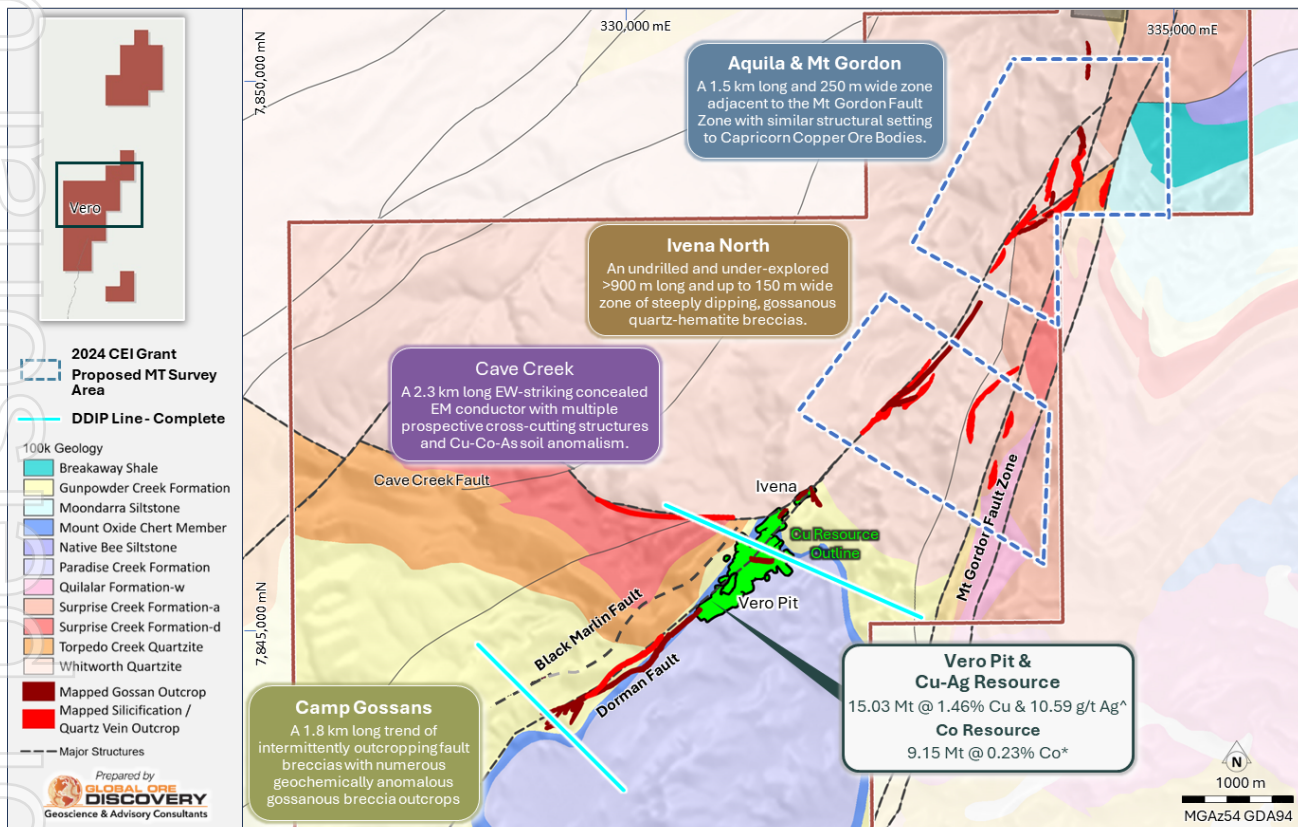 330,000 mE
335,000 mE
7,850,000 mN
7,845,000 mN
Vero
Aquila & Mt Gordon
A 1.5 km long and 250 m wide zone
adjacent to the Mt Gordon Fault
Zone with similar structural setting
to Capricorn Copper Ore Bodies.
Ivena North
An undrilled and under-explored
>900 m long and up to 150 m wide
zone of steeply dipping, gossanous
quartz-hematite breccias.
Cave Creek
A 2.3 km long EW-striking concealed
EM conductor with multiple
prospective cross-cutting structures
and Cu-Co-As soil anomalism.
Cave Creek Fault
Ivena
Cu Resource
Outline
Vero Pit
Mt Gordon Fault Zone
Black Marlin Fault
Dorman Fault
Camp Gossans
A 1.8 km long trend of
intermittently outcropping fault
breccias with numerous
geochemically anomalous
gossanous breccia outcrops
Vero Pit &
Cu-Ag Resource
15.03 Mt @ 1.46% Cu & 10.59 g/t Ag^
Co Resource
9.15 Mt @ 0.23% Co*
2024 CEI Grant
Proposed MT Survey
Area
DDIP Line - Complete
100k Geology
Breakaway Shale
Gunpowder Creek Formation
Moondarra Siltstone
Mount Oxide Chert Member
Native Bee Siltstone
Paradise Creek Formation
Quilalar Formation-w
Surprise Creek Formation-a
Surprise Creek Formation-d
Torpedo Creek Quartzite
Whitworth Quartzite
Mapped Gossan Outcrop
Mapped Silicification /
Quartz Vein Outcrop
Major Structures
Prepared by
GLOBAL ORE
DISCOVERY
Geoscience & Advisory Consultants
N
1000 m
MGAz54 GDA94